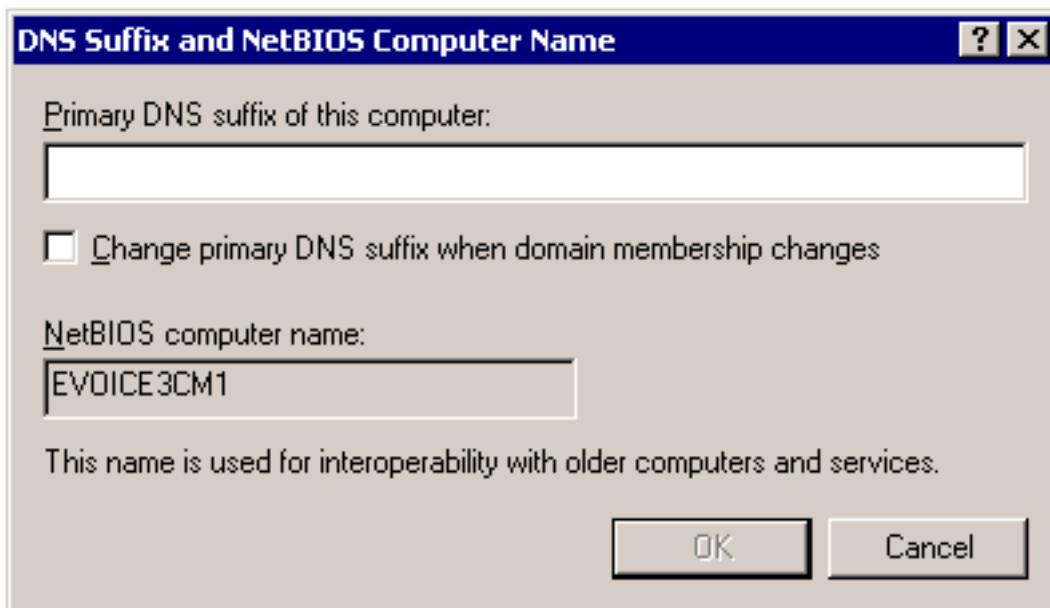 DNS Suffix and NetBIOS Computer Name
Primary DNS suffix of this computer:
Change primary DNS suffix when domain membership changes
NetBIOS computer name:
EVOICE3CM1
This name is used for interoperability with older computers and services.
OK Cancel